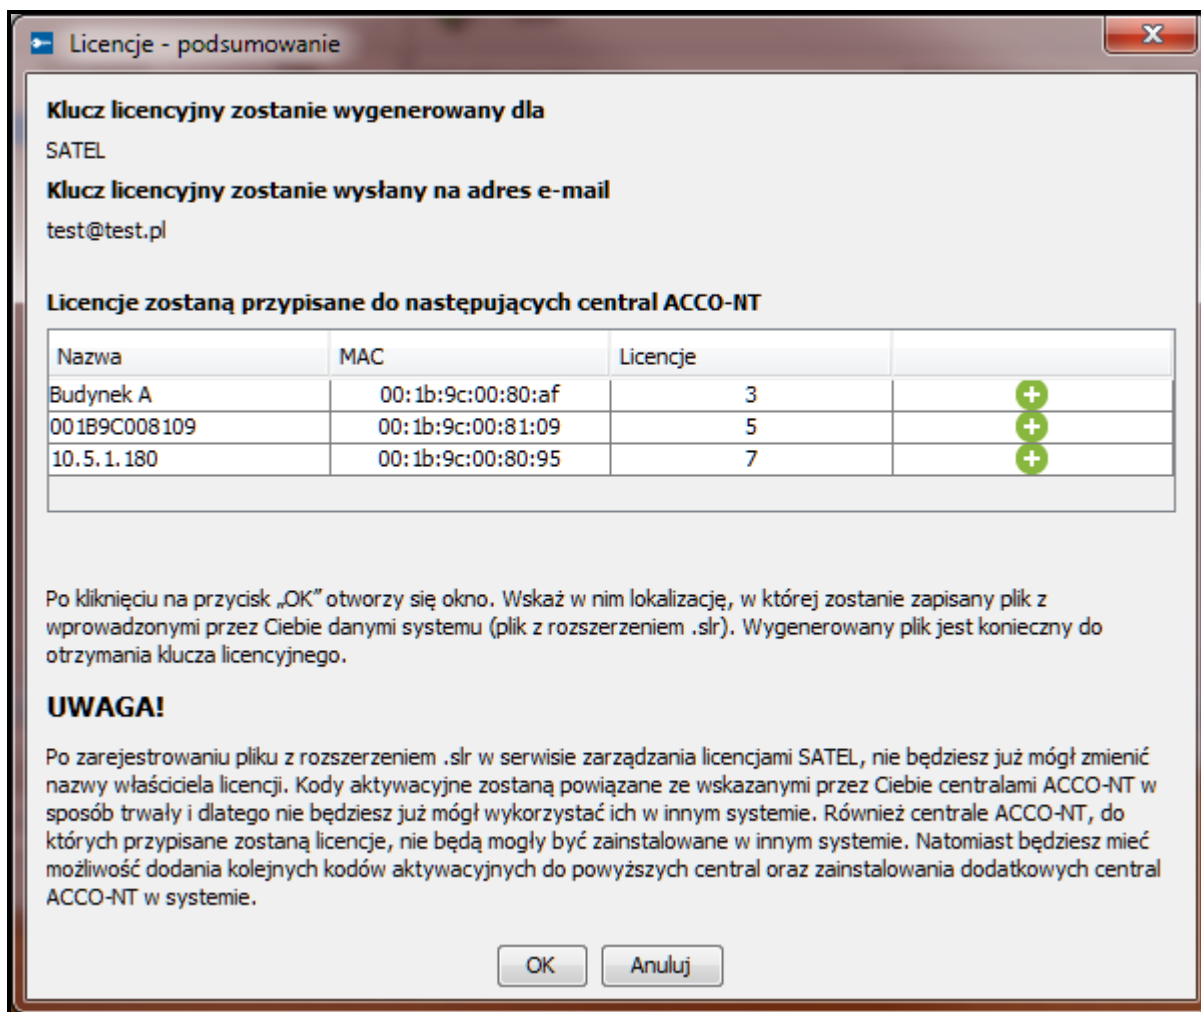 Licencje - podsumowanie
Klucz licencyjny zostanie wygenerowany dla
SATEL
Klucz licencyjny zostanie wysłany na adres e-mail
test@test.pl
Licencje zostaną przypisane do następujących central ACCO-NT
Nazwa MAC Licencje
Budynek A 00:1b:9c:00:80:af 3
001B9C008109 00:1b:9c:00:81:09 5
10.5.1.180 00:1b:9c:00:80:95 7
Po kliknięciu na przycisk „OK” otworzy się okno. Wskaż w nim lokalizację, w której zostanie zapisany plik z
wprowadzonymi przez Ciebie danymi systemu (plik z rozszerzeniem .slr). Wygenerowany plik jest konieczny do
otrzymania klucza licencyjnego.
UWAGA!
Po zarejestrowaniu pliku z rozszerzeniem .slr w serwisie zarządzania licencjami SATEL, nie będziesz już mógł zmienić
nazwy właściciela licencji. Kody aktywacyjne zostaną powiązane ze wskazanymi przez Ciebie centralami ACCO-NT w
sposób trwały i dlatego nie będziesz już mógł wykorzystać ich w innym systemie. Również centrale ACCO-NT, do
których przypisane zostaną licencje, nie będą mogły być zainstalowane w innym systemie. Natomiast będziesz mieć
możliwość dodania kolejnych kodów aktywacyjnych do powyższych central oraz zainstalowania dodatkowych central
ACCO-NT w systemie.
OK Anuluj